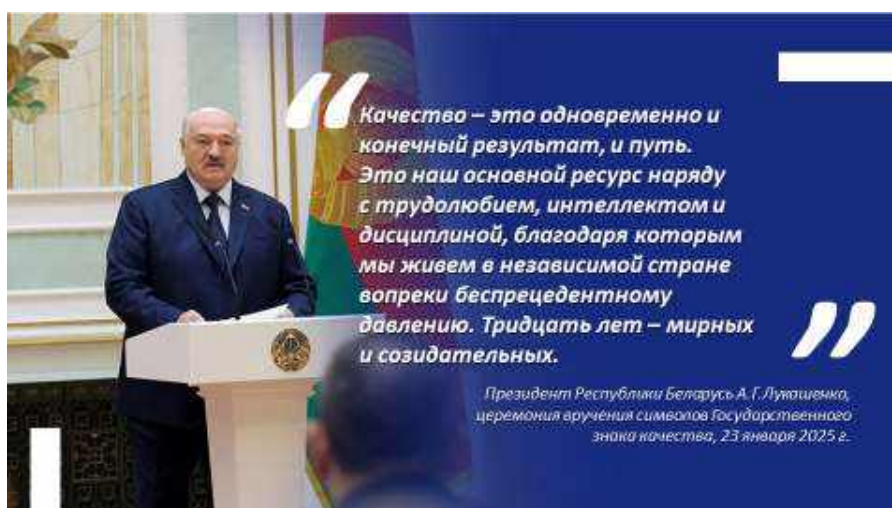 Качество – это одновременно и
конечный результат, и путь.
Это наш основной ресурс наряду
с трудолюбием, интеллектом и
дисциплиной, благодаря которым
мы живем в независимой стране
вопреки беспрецедентному
давлению. Тридцать лет – мирных
и созидательных.
Президент Республики Беларусь А.Г.Лукашенко,
церемония вручения символов Государственного
знака качества, 23 января 2025 г.